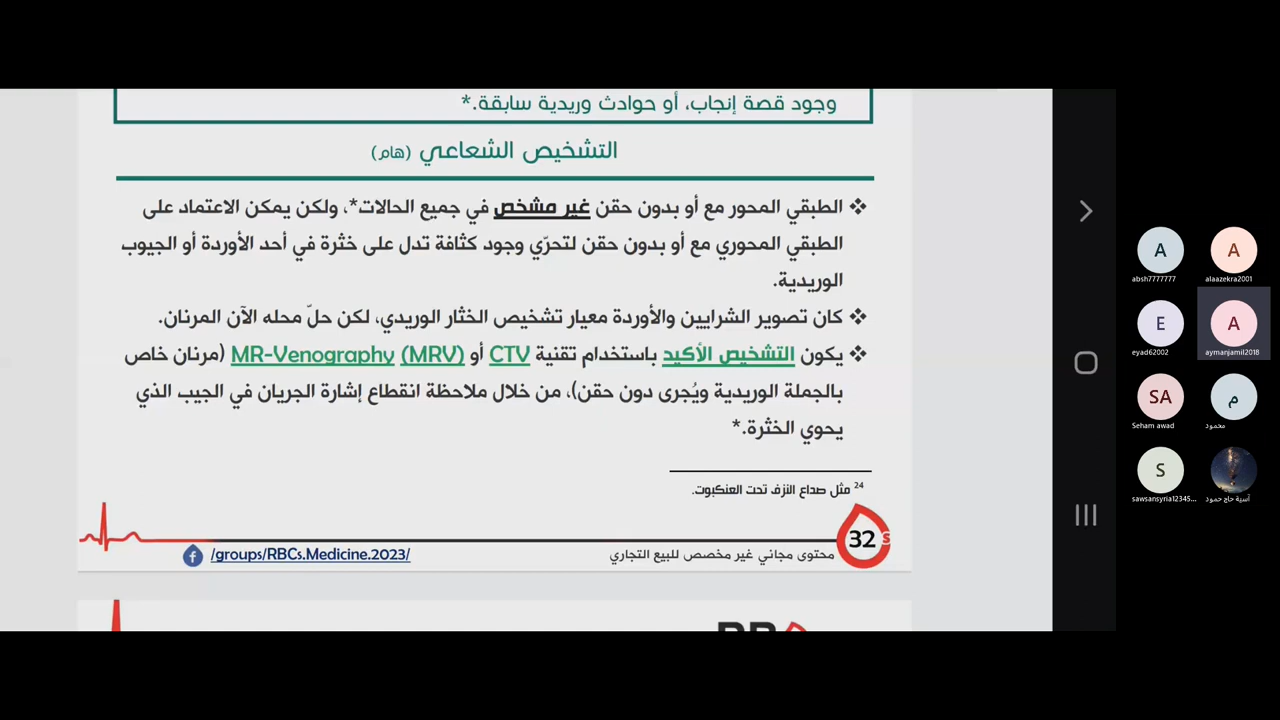 وجود قصة إنجاب، أو حوادث وريدية سابقة.*
التشخيص الشعاعي (هام)
❖ الطبقي المحور مع أو بدون حقن غير مشخص في جميع الحالات*، ولكن يمكن الاعتماد على
الطبقي المحوري مع أو بدون حقن لتحرّي وجود كثافة تدل على خثرة في أحد الأوردة أو الجيوب
الوريدية.
❖ كان تصوير الشرايين والأوردة معيار تشخيص الخثار الوريدي، لكن حلّ محله الآن المرنان.
❖ يكون التشخيص الأكيد باستخدام تقنية CTV أو MR-Venography (MRV) (مرنان خاص
بالجملة الوريدية ويُجرى دون حقن)، من خلال ملاحظة انقطاع إشارة الجريان في الجيب الذي
يحوي الخثرة.*
24 مثل صداع النزف تحت العنكبوت.
32
محتوى مجاني غير مخصص للبيع التجاري
/groups/RBCs.Medicine.2023/
A
absh7777777
A
alaazekra2001
E
eyad62002
A
aymanjamil2018
SA
Seham awad
م
محمود
S
sawsansyria12345...
آسية حاج حمود